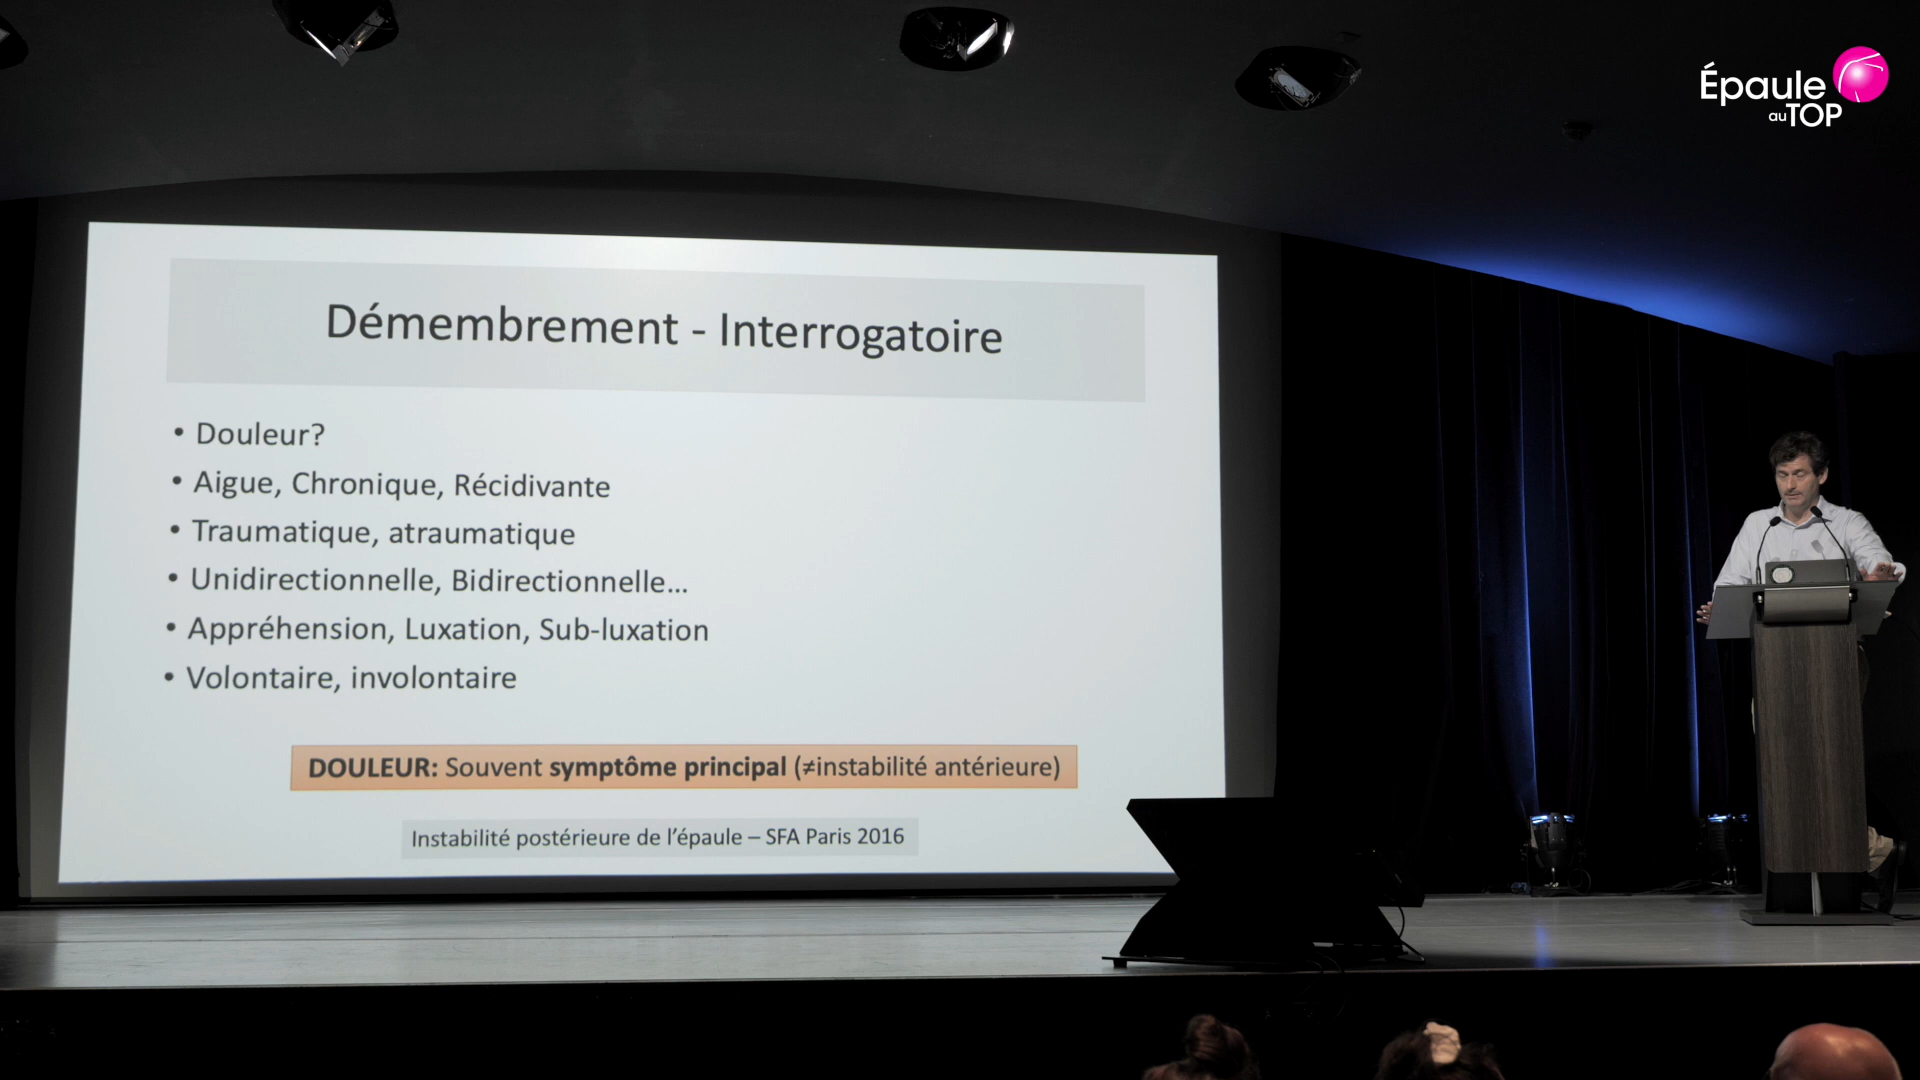 Épaule
au TOP
Démembrement - Interrogatoire
• Douleur?
• Aigue, Chronique, Récidivante
• Traumatique, atraumatique
• Unidirectionnelle, Bidirectionnelle...
• Appréhension, Luxation, Sub-luxation
• Volontaire, involontaire
DOULEUR: Souvent symptôme principal (≠instabilité antérieure)
Instabilité postérieure de l'épaule – SFA Paris 2016